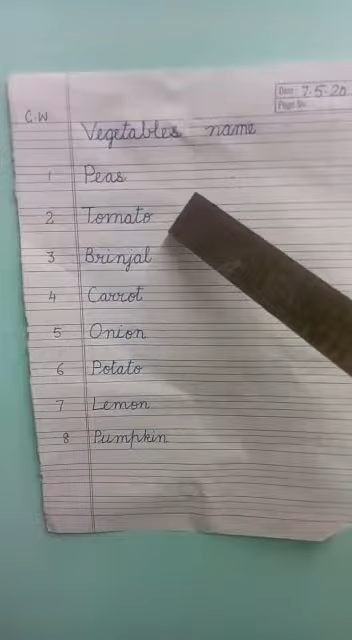 Date: 7-5-20
Page No.
C.W
Vegetables name
1 Peas
2 Tomato
3 Brinjal
4 Carrot
5 Onion
6 Potato
7 Lemon
8 Pumpkin